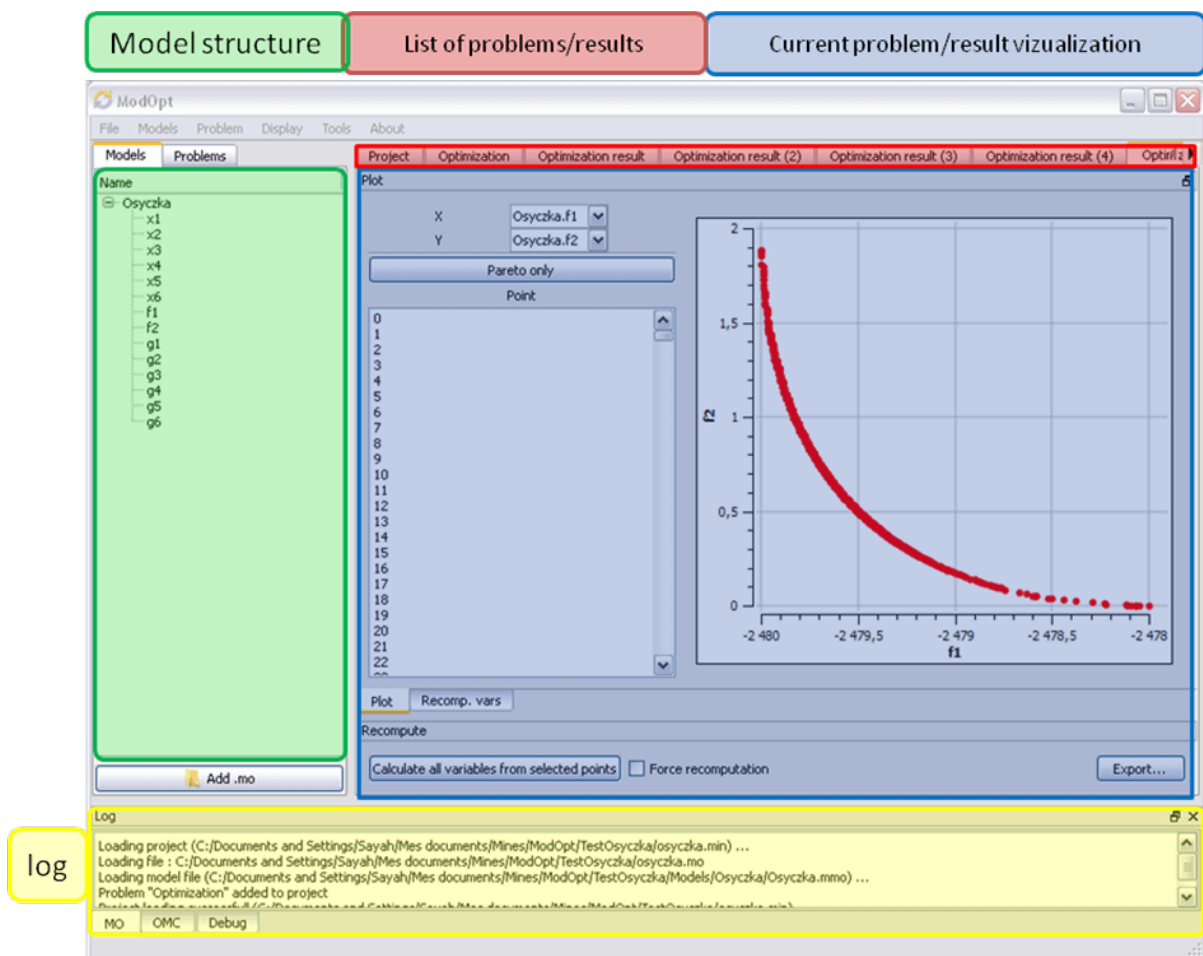 Model structure
List of problems/results
Current problem/result vizualization
ModOpt
File Models Problem Display Tools About
Models Problems
Project Optimization Optimization result Optimization result (2) Optimization result (3) Optimization result (4)
Name
Osyczka
x1
x2
x3
x4
x5
x6
f1
f2
g1
g2
g3
g4
g5
g6
Add .mo
Plot
X Osyczka.f1
Y Osyczka.f2
Pareto only
Point
0
1
2
3
4
5
6
7
8
9
10
11
12
13
14
15
16
17
18
19
20
21
22
2
1,5
1
0,5
0
f2
-2 480 -2 479,5 -2 479 -2 478,5 -2 478
f1
Plot Recomp. vars
Recompute
Calculate all variables from selected points Force recomputation Export...
log
Log
Loading project (C:/Documents and Settings/Sayah/Mes documents/Mines/ModOpt/TestOsyczka/osyczka.min) ...
Loading file : C:/Documents and Settings/Sayah/Mes documents/Mines/ModOpt/TestOsyczka/osyczka.mo
Loading model file (C:/Documents and Settings/Sayah/Mes documents/Mines/ModOpt/TestOsyczka/Models/Osyczka/Osyczka.mmo) ...
Problem "Optimization" added to project
MO OMC Debug